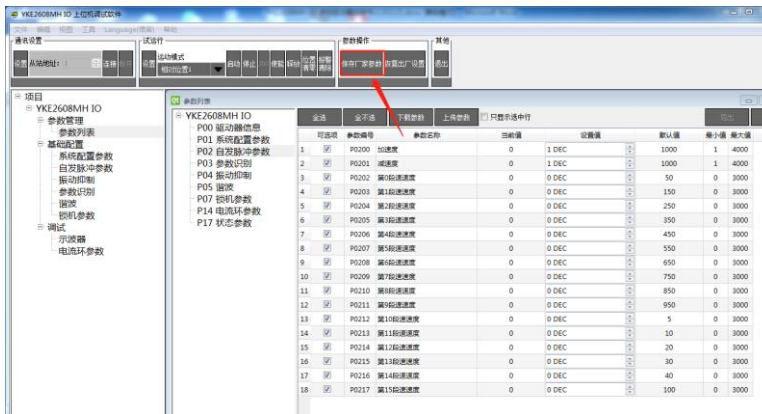 YKE2608MH IO 上位机调试软件
文件 编辑 视图 工具 Language(语言) 帮助
通讯设置 试运行 参数操作 其他
设置 从站地址: 1 连接 设置 运动模式 相对位置: 自动 停止 使能 位置清零 报警清除 保存厂家参数 恢复出厂设置 退出
项目
YKE2608MH IO
参数管理
参数列表
基础配置
系统配置参数
自发脉冲参数
振动抑制
参数识别
谐波
锁机参数
调试
示波器
电流环参数
参数列表
YKE2608MH IO
P00 驱动器信息
P01 系统配置参数
P02 自发脉冲参数
P03 参数识别
P04 振动抑制
P05 谐波
P07 锁机参数
P14 电流环参数
P17 状态参数
全选 全不选 下载参数 上传参数 只显示选中行 导出
可选项 参数编号 参数名称 当前值 设置值 默认值 最小值 最大值
1 P0200 加速度 0 1 DEC 1000 1 4000
2 P0201 减速度 0 1 DEC 1000 1 4000
3 P0202 第0段速速度 0 0 DEC 50 0 3000
4 P0203 第1段速速度 0 0 DEC 150 0 3000
5 P0204 第2段速速度 0 0 DEC 250 0 3000
6 P0205 第3段速速度 0 0 DEC 350 0 3000
7 P0206 第4段速速度 0 0 DEC 450 0 3000
8 P0207 第5段速速度 0 0 DEC 550 0 3000
9 P0208 第6段速速度 0 0 DEC 650 0 3000
10 P0209 第7段速速度 0 0 DEC 750 0 3000
11 P0210 第8段速速度 0 0 DEC 850 0 3000
12 P0211 第9段速速度 0 0 DEC 950 0 3000
13 P0212 第10段速速度 0 0 DEC 5 0 3000
14 P0213 第11段速速度 0 0 DEC 10 0 3000
15 P0214 第12段速速度 0 0 DEC 20 0 3000
16 P0215 第13段速速度 0 0 DEC 30 0 3000
17 P0216 第14段速速度 0 0 DEC 40 0 3000
18 P0217 第15段速速度 0 0 DEC 100 0 3000